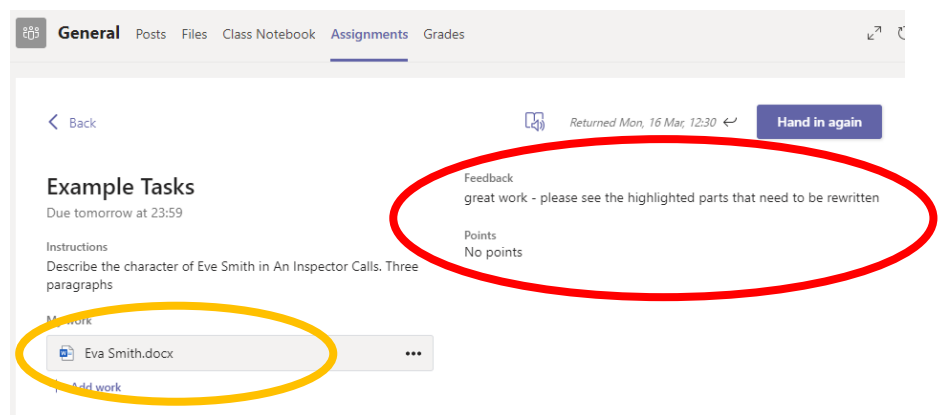 General Posts Files Class Notebook Assignments Grades
Back
Returned Mon, 16 Mar, 12:30
Hand in again
Example Tasks
Due tomorrow at 23:59
Instructions
Describe the character of Eve Smith in An Inspector Calls. Three
paragraphs
My work
Eva Smith.docx
Add work
Feedback
great work - please see the highlighted parts that need to be rewritten
Points
No points